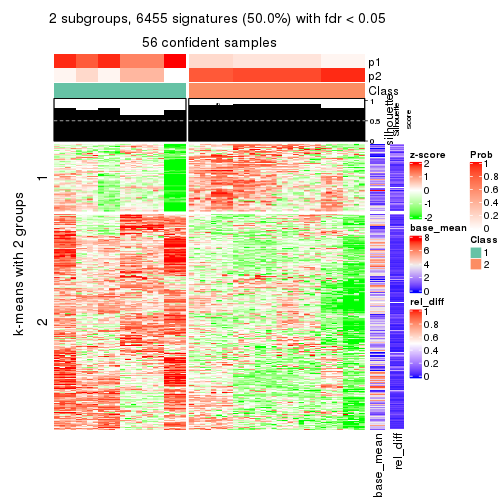 2 subgroups, 6455 signatures (50.0%) with fdr < 0.05
56 confident samples
p1
p2
Class
1
0.5
0
silhouette
Silhouette
score
k-means with 2 groups
1
2
base_mean
rel_diff
z-score
2
1
0
-1
-2
base_mean
8
6
4
2
0
rel_diff
1
0.8
0.6
0.4
0.2
0
Prob
1
0.8
0.6
0.4
0.2
0
Class
1
2